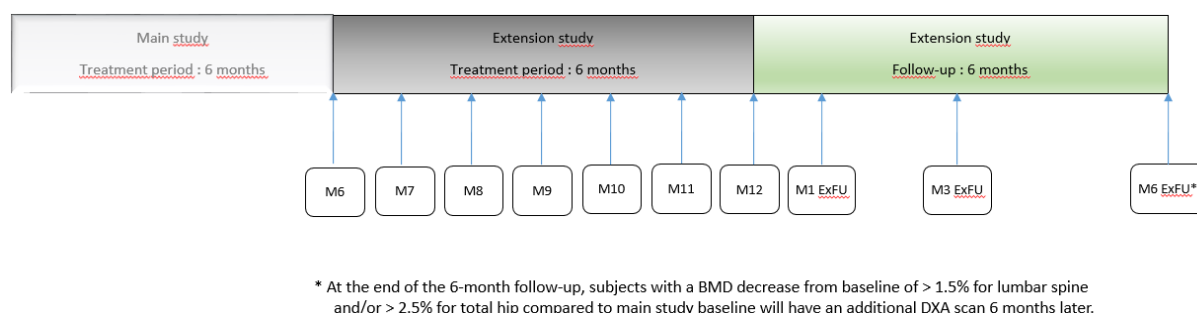 Main study
Treatment period : 6 months
Extension study
Treatment period : 6 months
Extension study
Follow-up : 6 months
M6
M7
M8
M9
M10
M11
M12
M1 ExFU
M3 ExFU
M6 ExFU*
* At the end of the 6-month follow-up, subjects with a BMD decrease from baseline of > 1.5% for lumbar spine
and/or > 2.5% for total hip compared to main study baseline will have an additional DXA scan 6 months later.